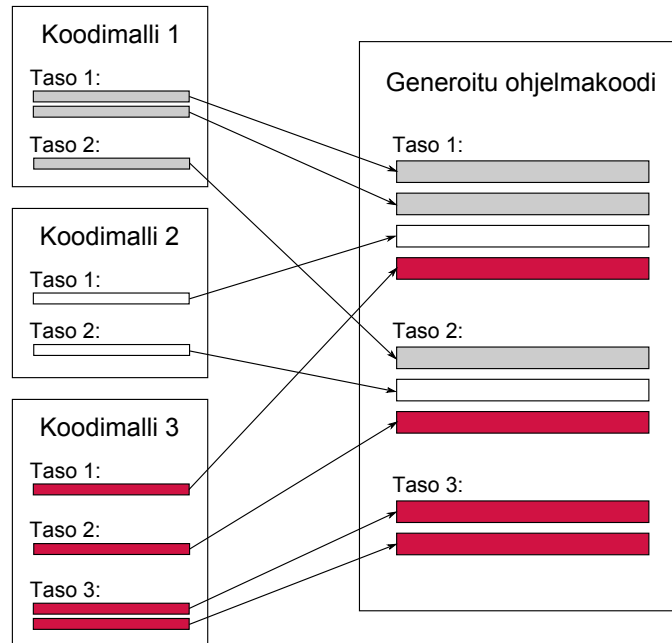 Koodimalli 1
Taso 1:
Taso 2:
Koodimalli 2
Taso 1:
Taso 2:
Koodimalli 3
Taso 1:
Taso 2:
Taso 3:
Generoitu ohjelmakoodi
Taso 1:
Taso 2:
Taso 3: